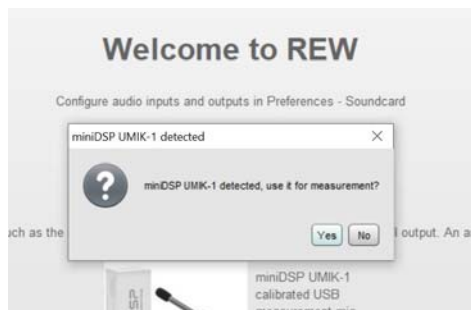 Welcome to REW
Configure audio inputs and outputs in Preferences - Soundcard
miniDSP UMIK-1 detected
miniDSP UMIK-1 detected, use it for measurement?
Yes No
such as the
output. An a
miniDSP UMIK-1
calibrated USB